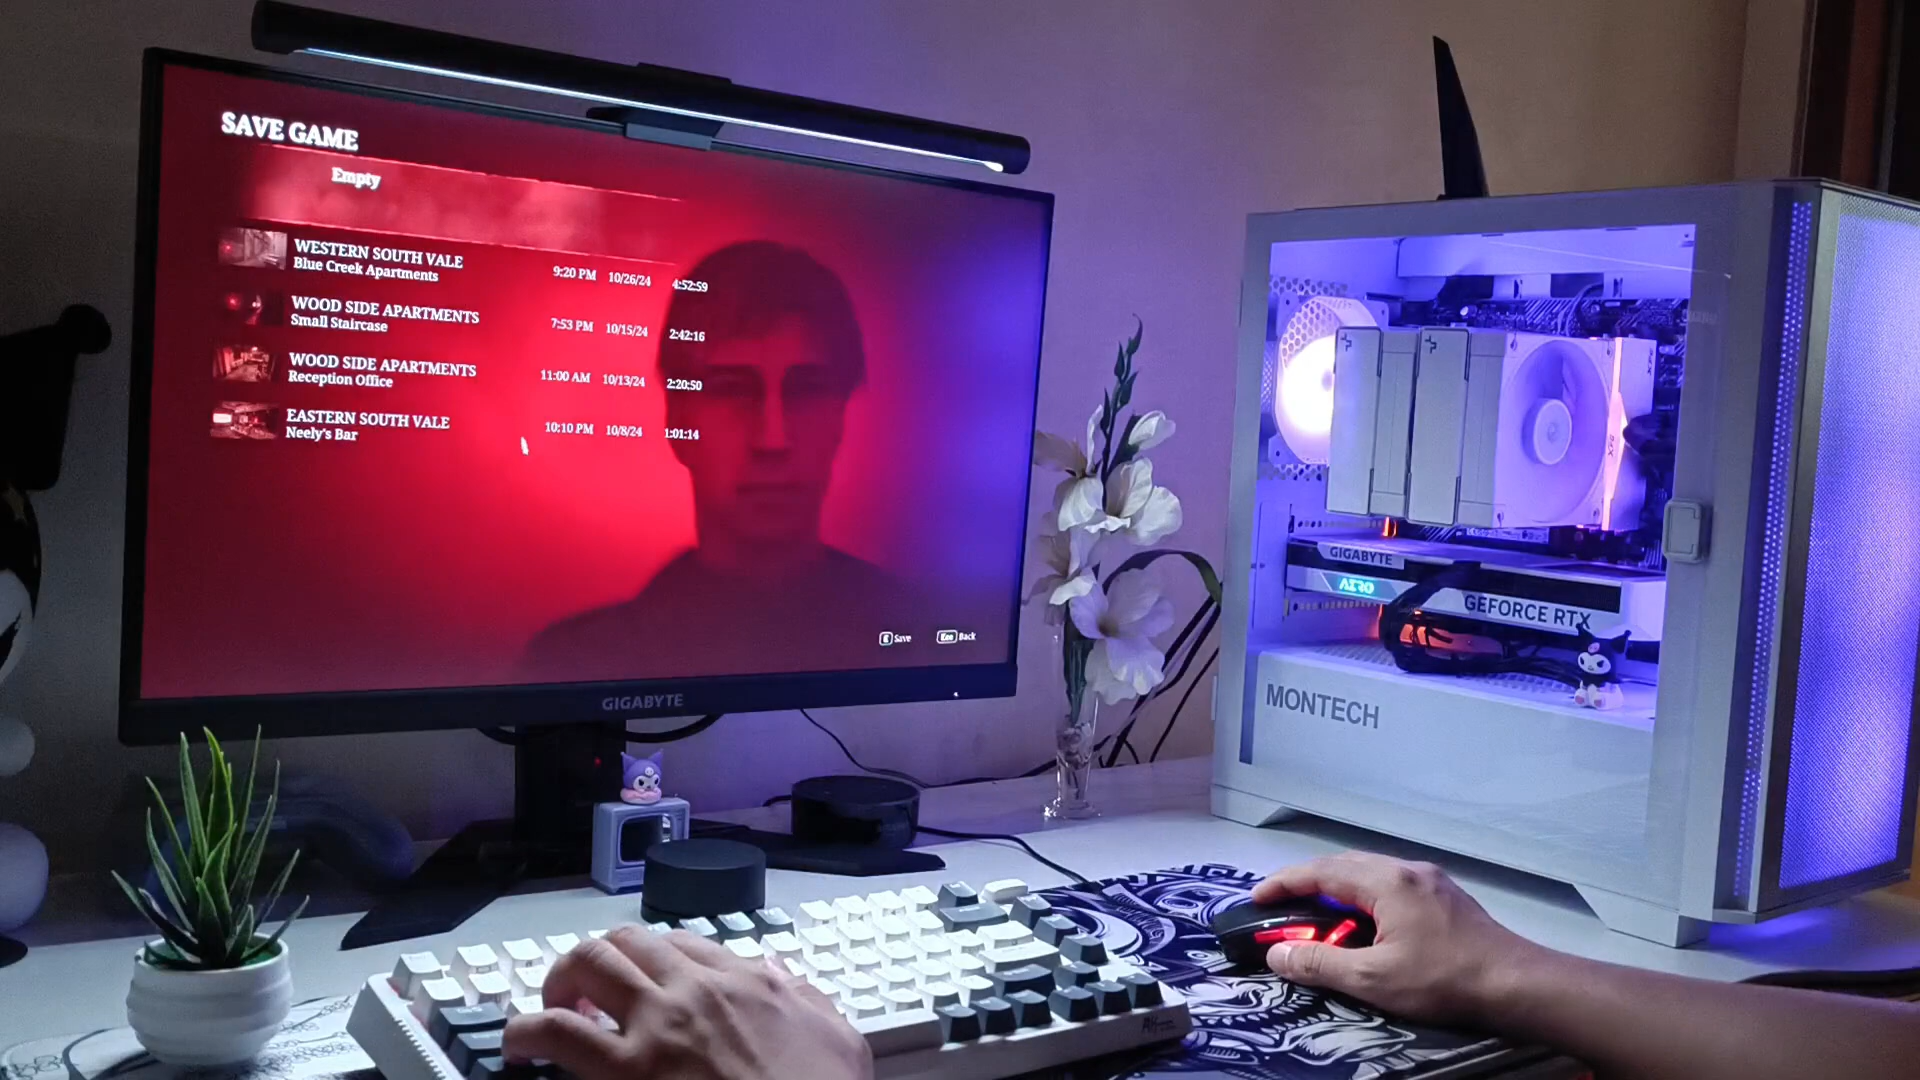 SAVE GAME
Empty
WESTERN SOUTH VALE
Blue Creek Apartments
9:20 PM 10/26/24 4:52:59
WOOD SIDE APARTMENTS
Small Staircase
7:53 PM 10/15/24 2:42:16
WOOD SIDE APARTMENTS
Reception Office
11:00 AM 10/13/24 2:20:50
EASTERN SOUTH VALE
Neely's Bar
10:10 PM 10/8/24 1:01:14
E Save Esc Back
GIGABYTE
GIGABYTE
AERO
GEFORCE RTX
MONTECH